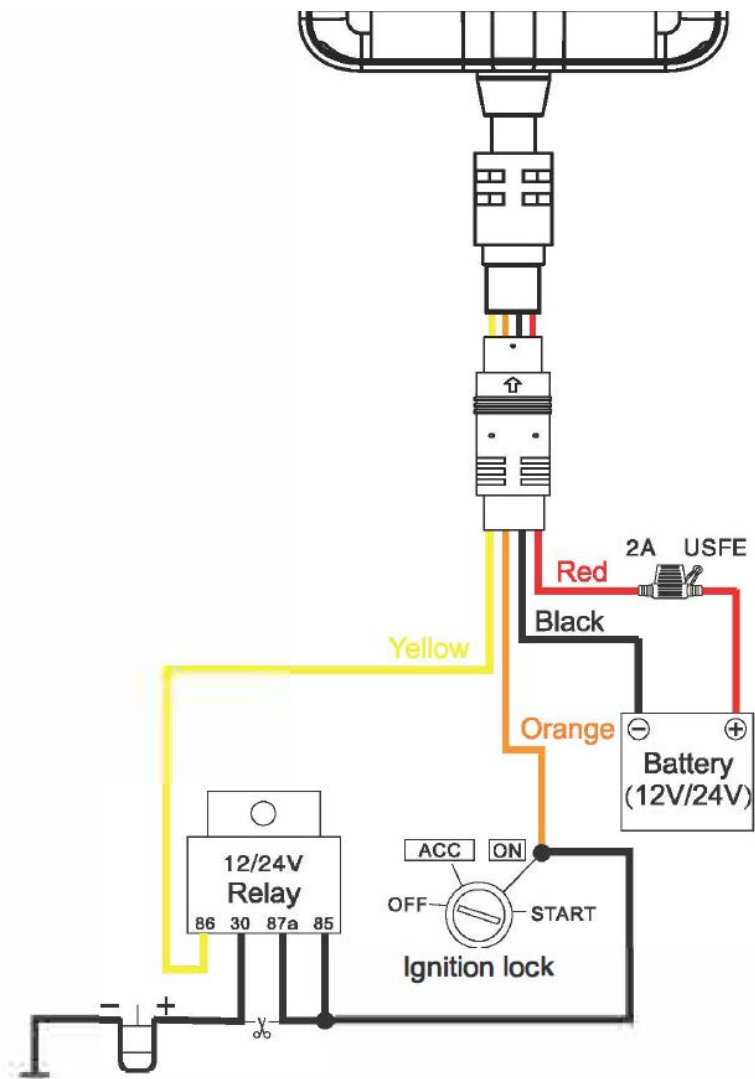 2A USFE
Red
Black
Yellow
Orange
− +
Battery
(12V/24V)
12/24V
Relay
86 30 87a 85
ACC ON
OFF
START
Ignition lock
− +